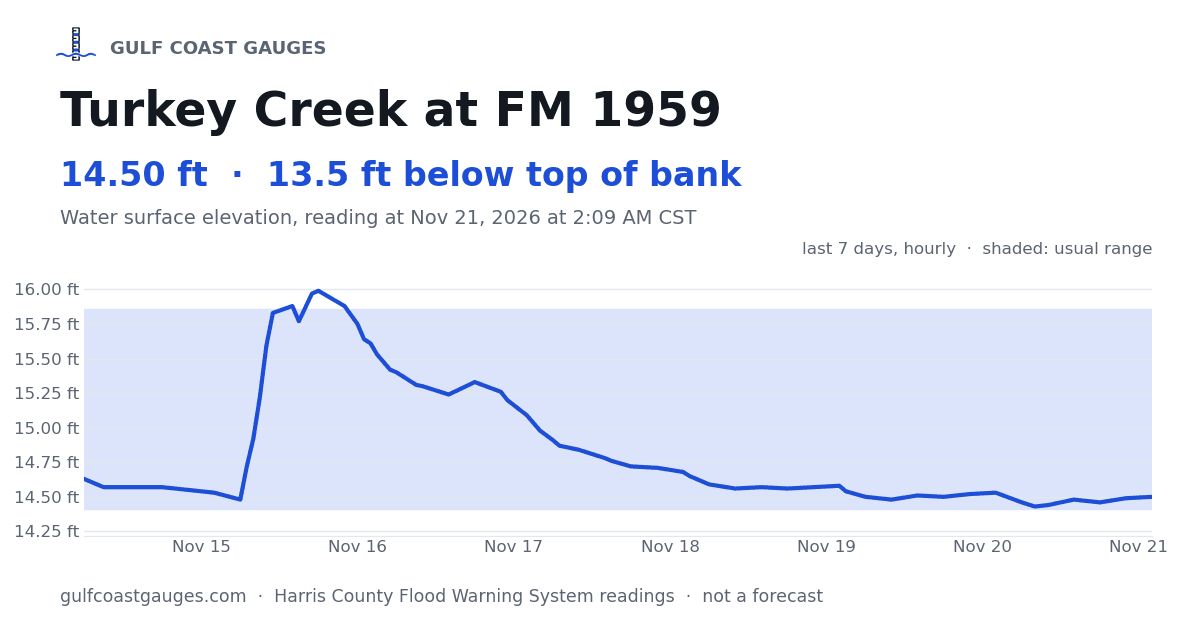 GULF COAST GAUGES
Turkey Creek at FM 1959
14.50 ft · 13.5 ft below top of bank
Water surface elevation, reading at Nov 21, 2026 at 2:09 AM CST
last 7 days, hourly · shaded: usual range
16.00 ft
15.75 ft
15.50 ft
15.25 ft
15.00 ft
14.75 ft
14.50 ft
14.25 ft
Nov 15 Nov 16 Nov 17 Nov 18 Nov 19 Nov 20 Nov 21
gulfcoastgauges.com · Harris County Flood Warning System readings · not a forecast